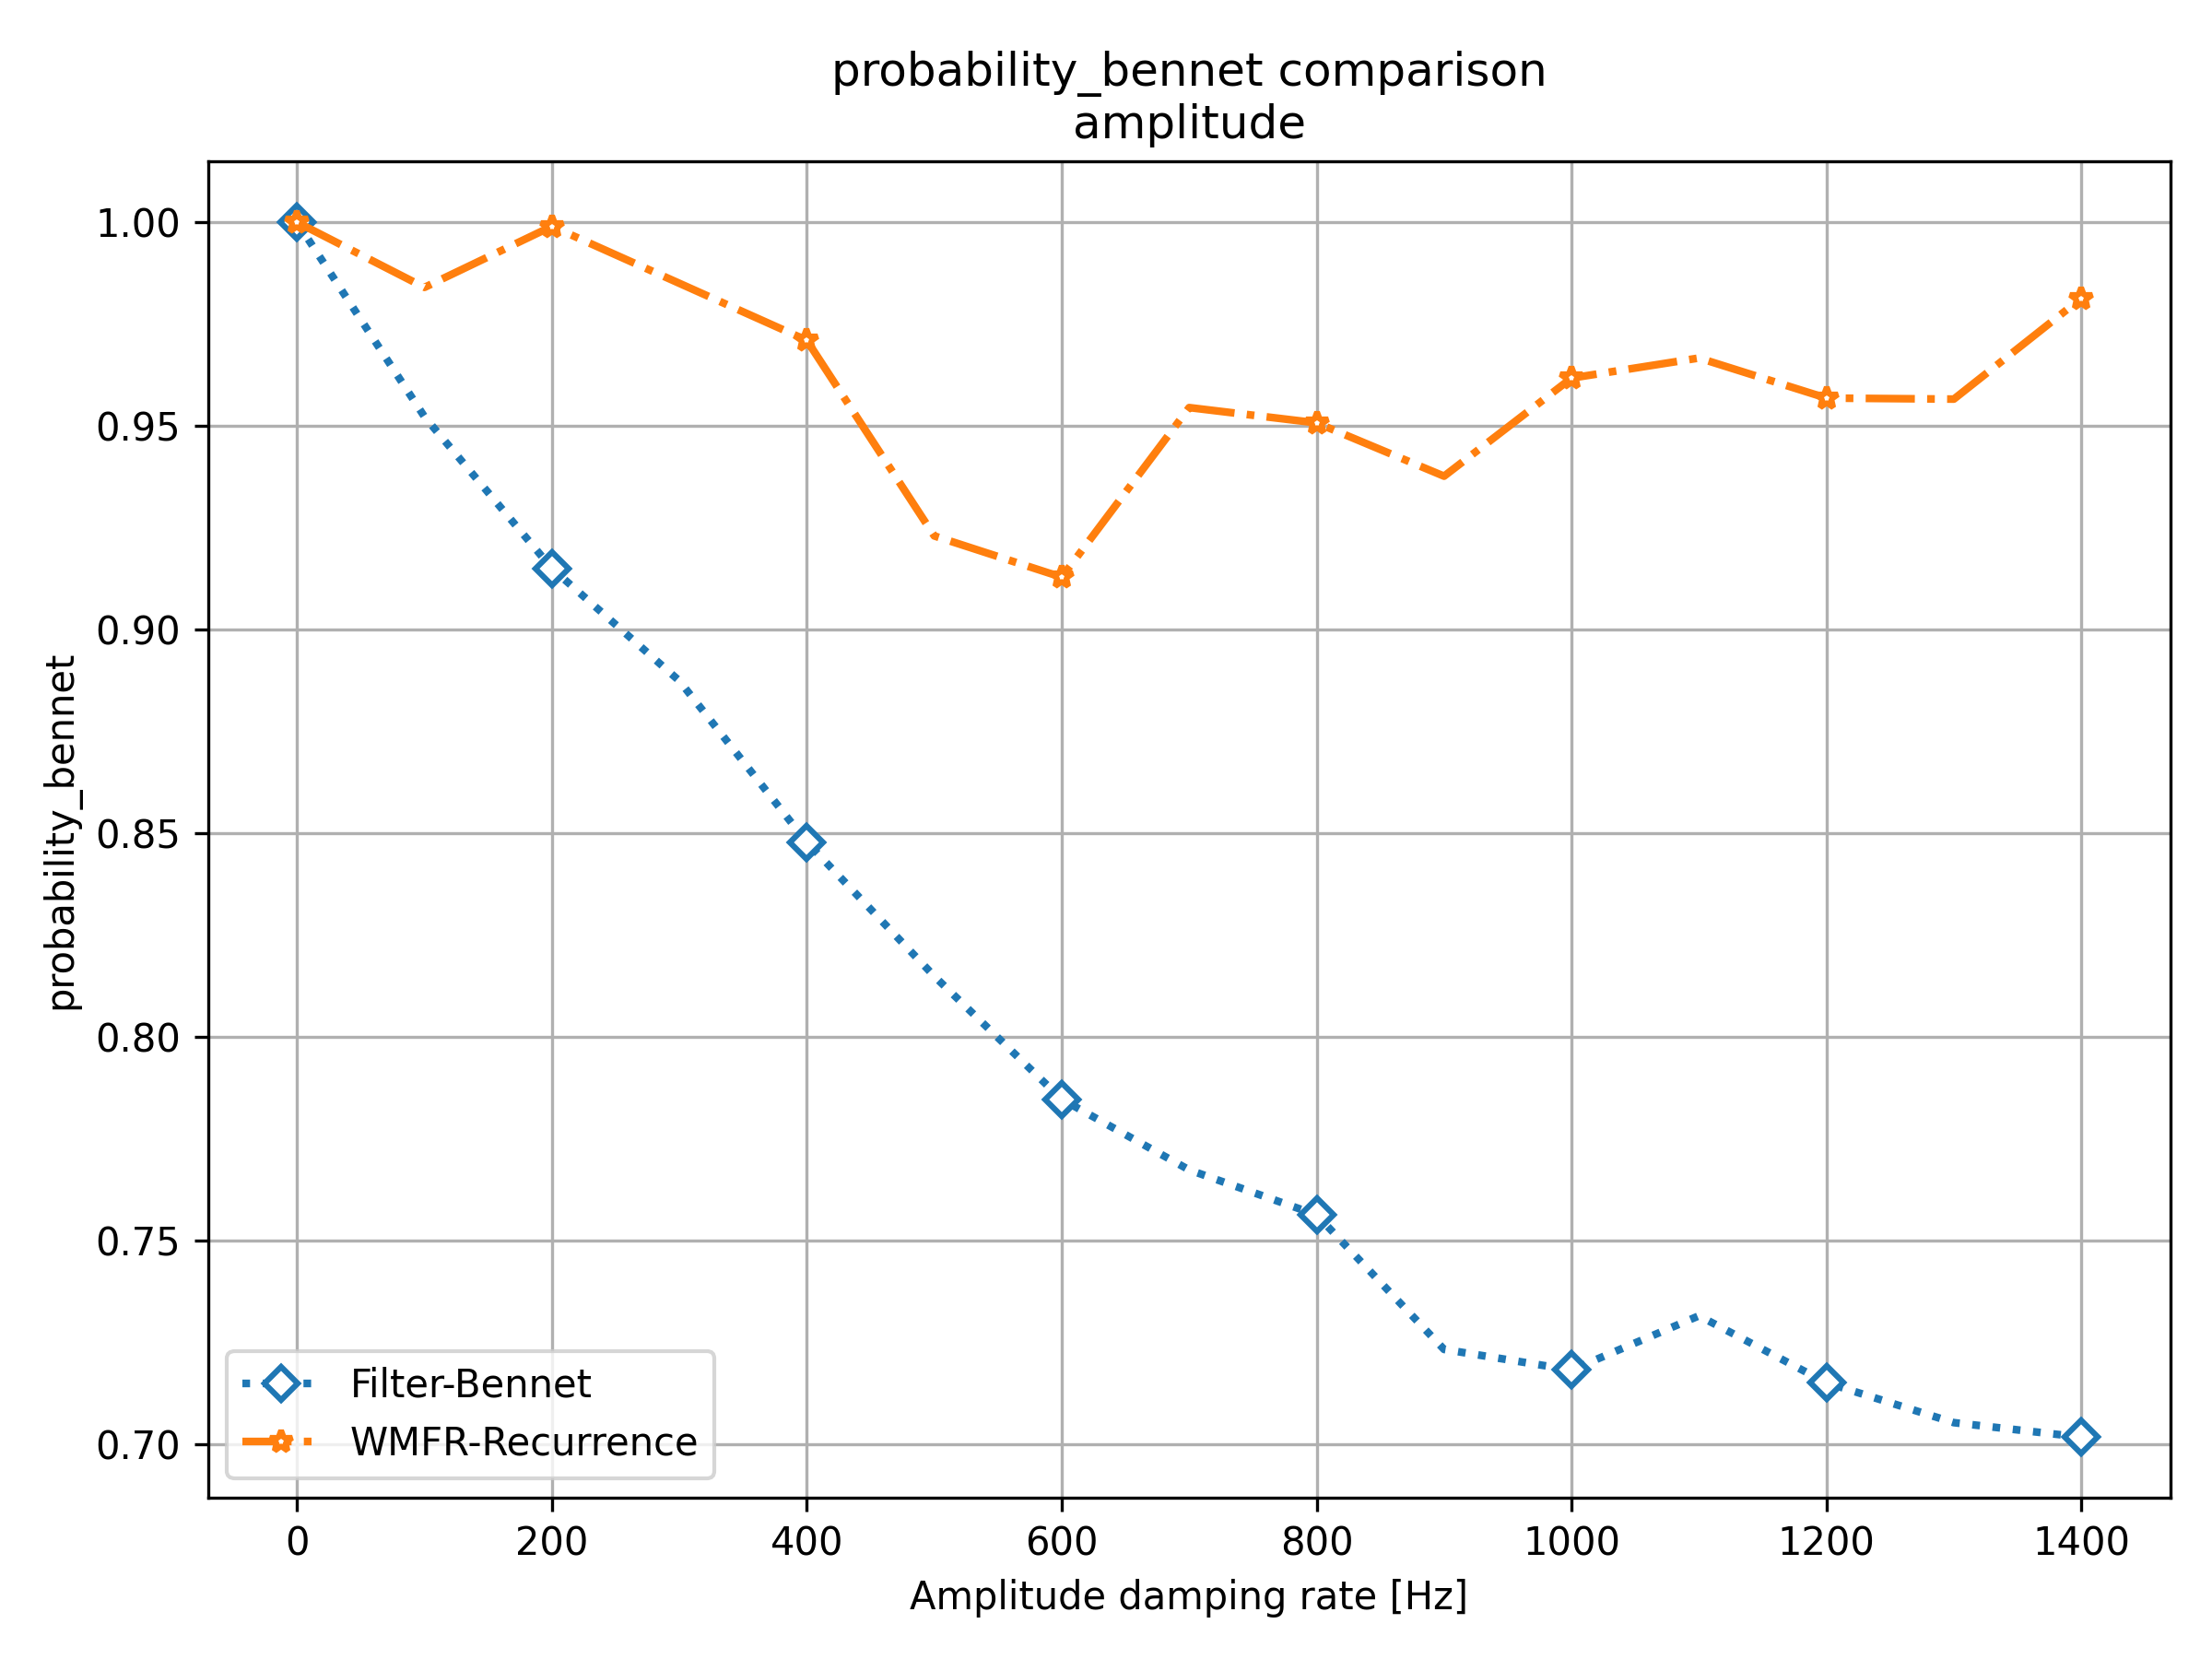 probability_bennet comparison
amplitude
probability_bennet
1.00
0.95
0.90
0.85
0.80
0.75
0.70
Filter-Bennet
WMFR-Recurrence
0 200 400 600 800 1000 1200 1400
Amplitude damping rate [Hz]